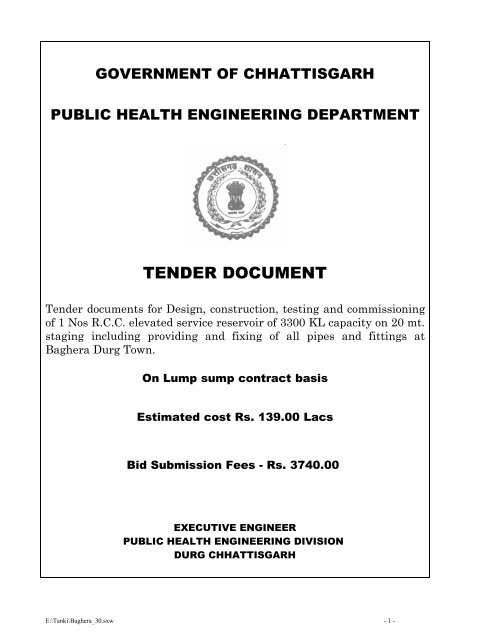 GOVERNMENT OF CHHATTISGARH
PUBLIC HEALTH ENGINEERING DEPARTMENT
छत्तीसगढ़ शासन
TENDER DOCUMENT
Tender documents for Design, construction, testing and commissioning
of 1 Nos R.C.C. elevated service reservoir of 3300 KL capacity on 20 mt.
staging including providing and fixing of all pipes and fittings at
Baghera Durg Town.
On Lump sump contract basis
Estimated cost Rs. 139.00 Lacs
Bid Submission Fees - Rs. 3740.00
EXECUTIVE ENGINEER
PUBLIC HEALTH ENGINEERING DIVISION
DURG CHHATTISGARH
E:\Tanki\Baghera_30.sxw - 1 -